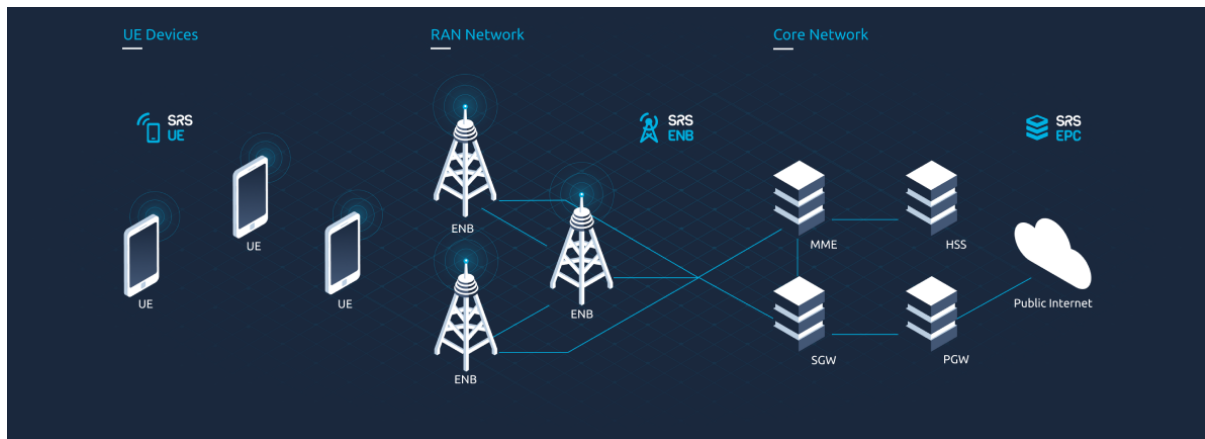 UE Devices
RAN Network
Core Network
SRS
UE
SRS
ENB
SRS
EPC
UE
UE
UE
ENB
ENB
ENB
MME
HSS
SGW
PGW
Public Internet